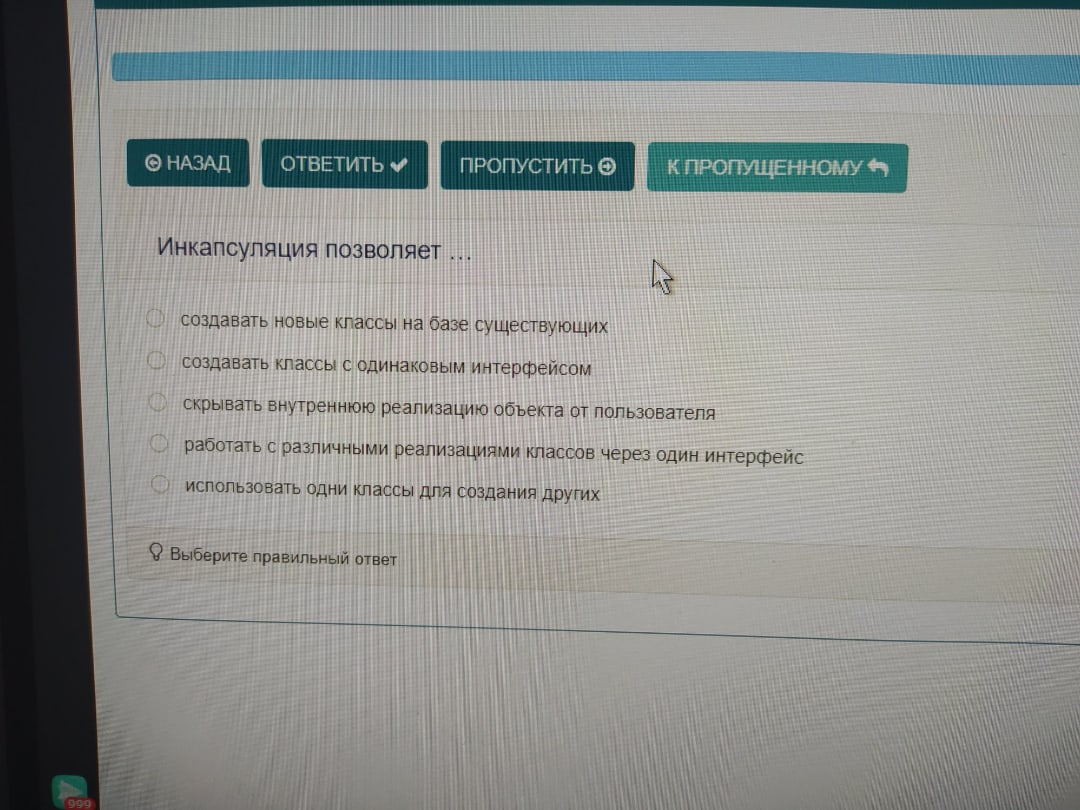 НАЗАД
ОТВЕТИТЬ
ПРОПУСТИТЬ
К ПРОПУЩЕННОМУ
Инкапсуляция позволяет ...
создавать новые классы на базе существующих
создавать классы с одинаковым интерфейсом
скрывать внутреннюю реализацию объекта от пользователя
работать с различными реализациями классов через один интерфейс
использовать одни классы для создания других
Выберите правильный ответ
999